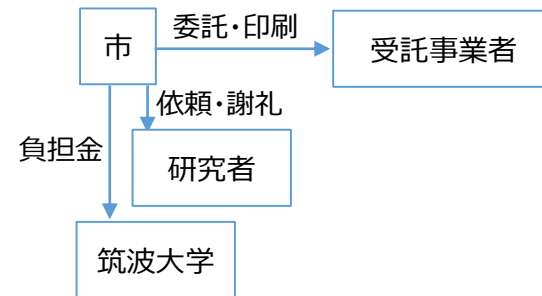 市
委託・印刷
受託事業者
依頼・謝礼
負担金
研究者
筑波大学